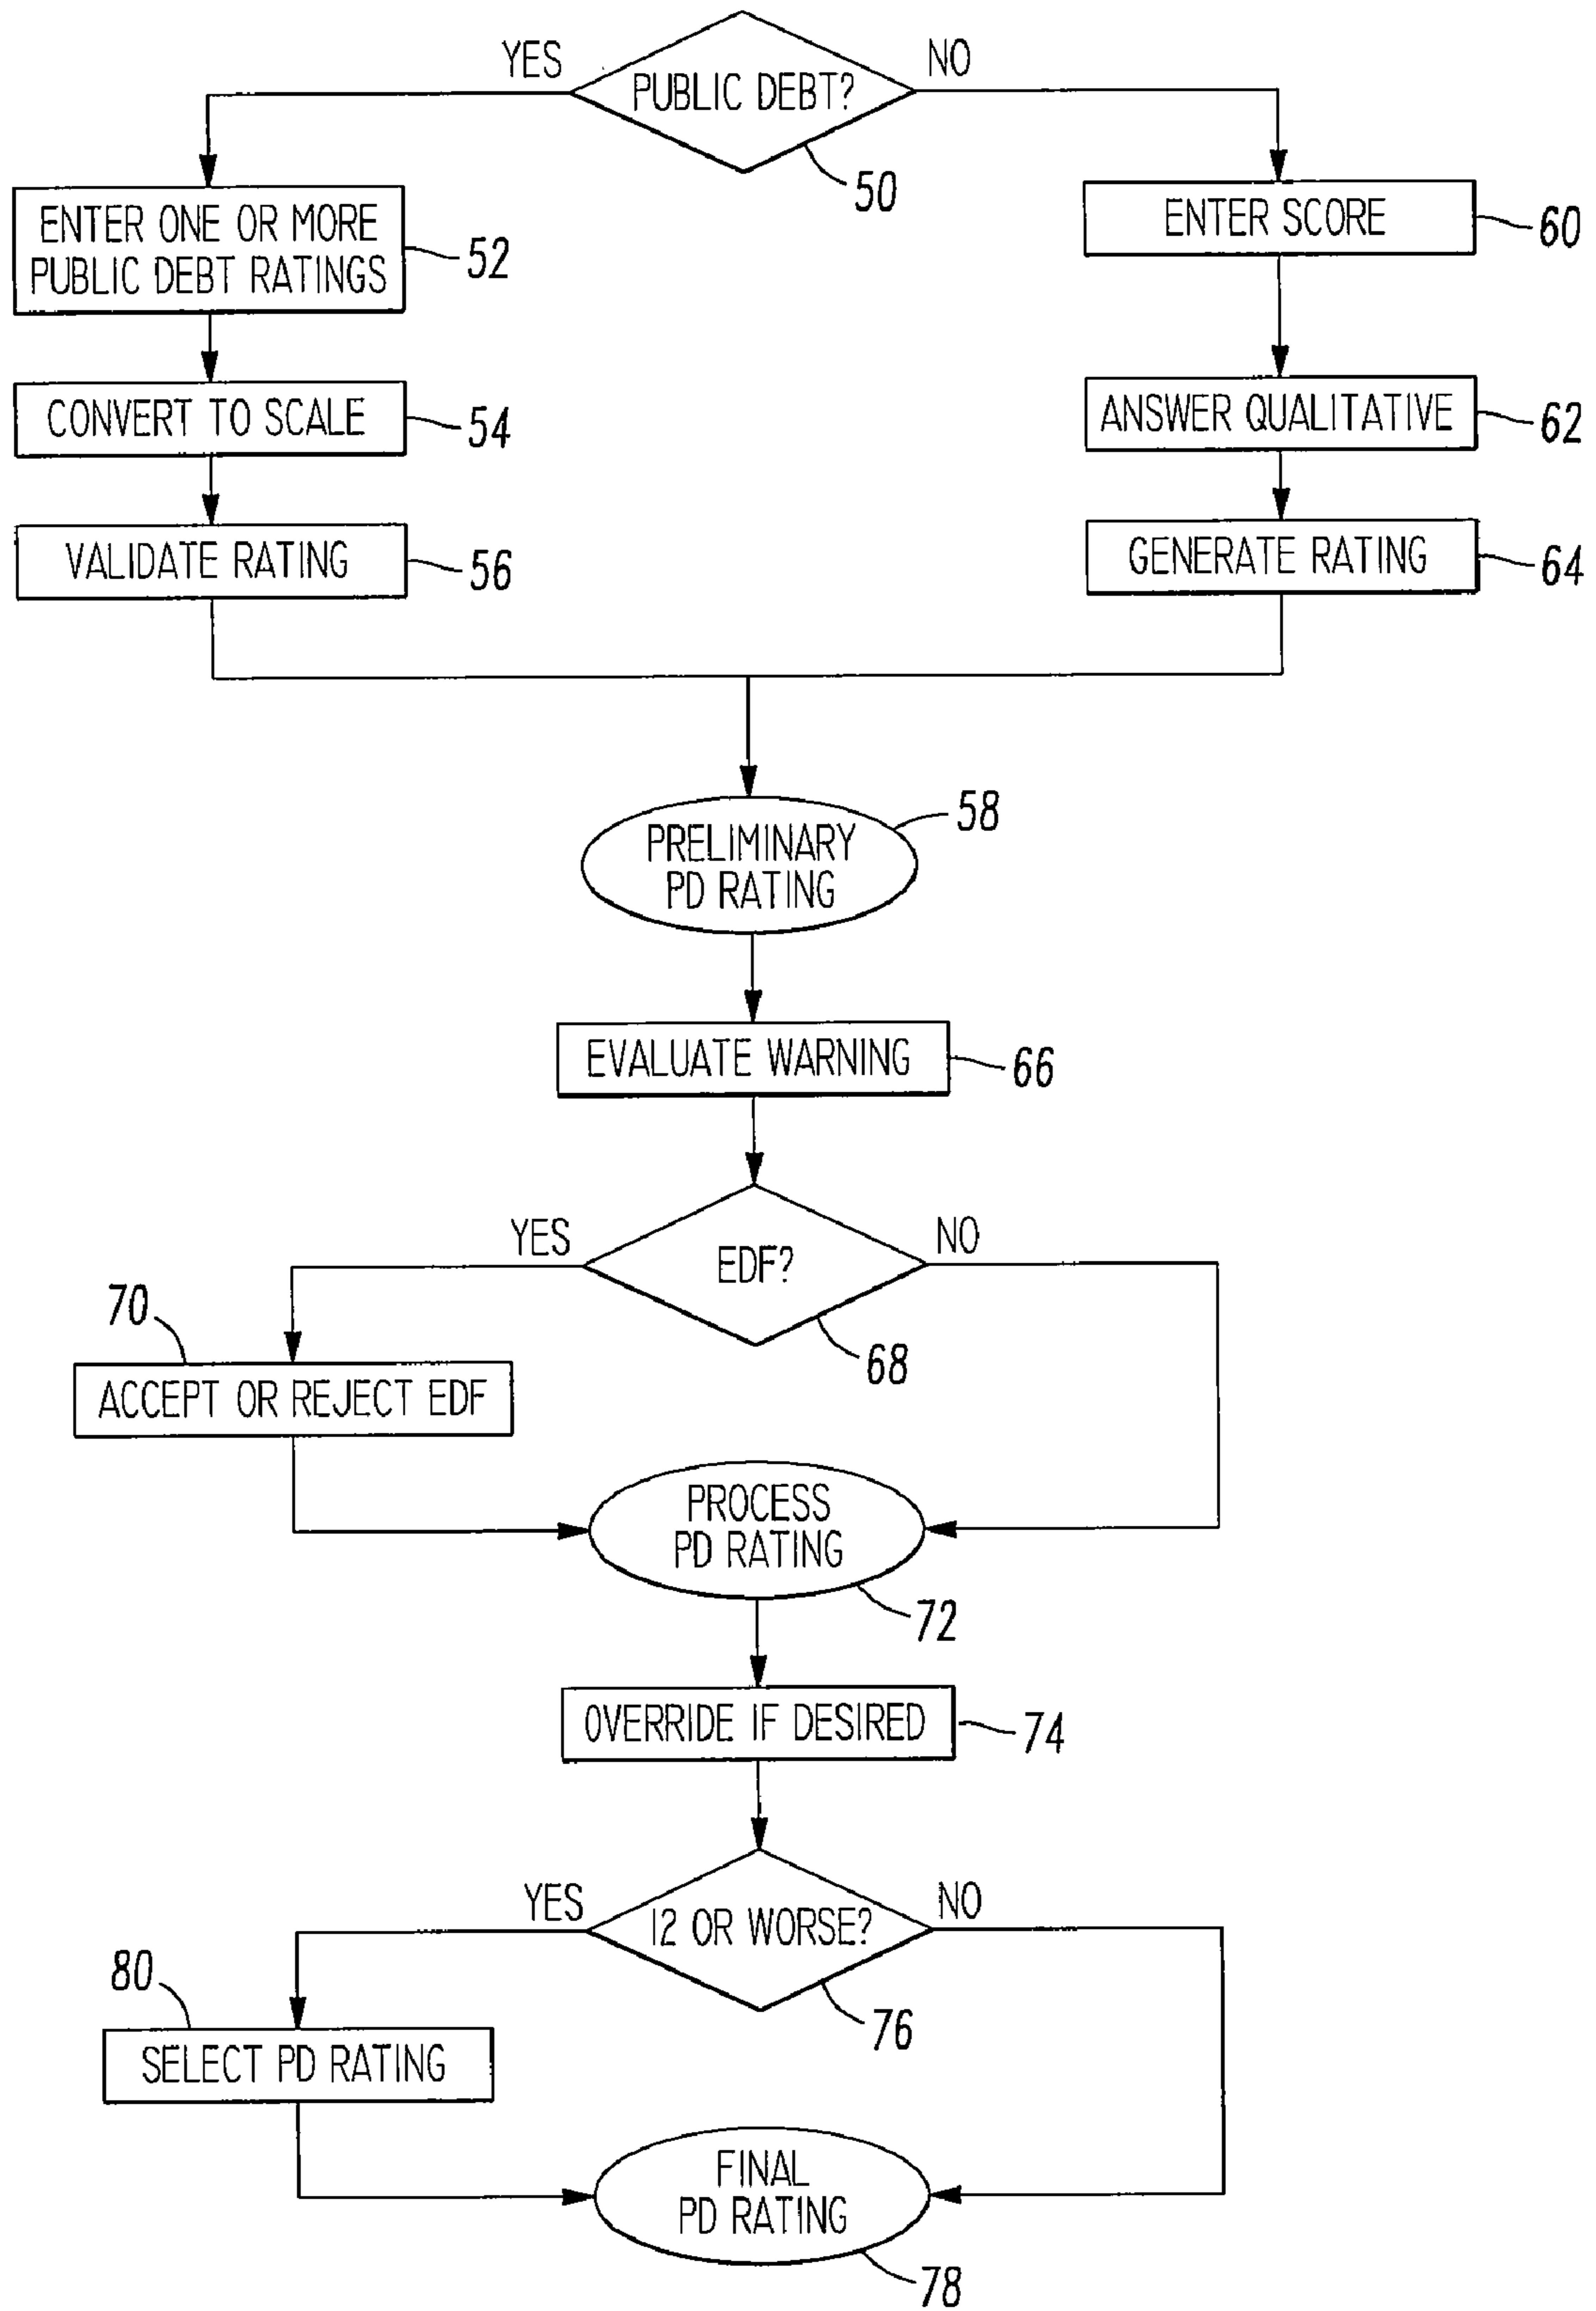 YES
NO
PUBLIC DEBT?
50
ENTER ONE OR MORE
PUBLIC DEBT RATINGS
52
ENTER SCORE
60
CONVERT TO SCALE
54
ANSWER QUALITATIVE
62
VALIDATE RATING
56
GENERATE RATING
64
58
PRELIMINARY
PD RATING
EVALUATE WARNING
66
YES
NO
EDF?
68
70
ACCEPT OR REJECT EDF
PROCESS
PD RATING
72
OVERRIDE IF DESIRED
74
YES
NO
12 OR WORSE?
76
80
SELECT PD RATING
FINAL
PD RATING
78